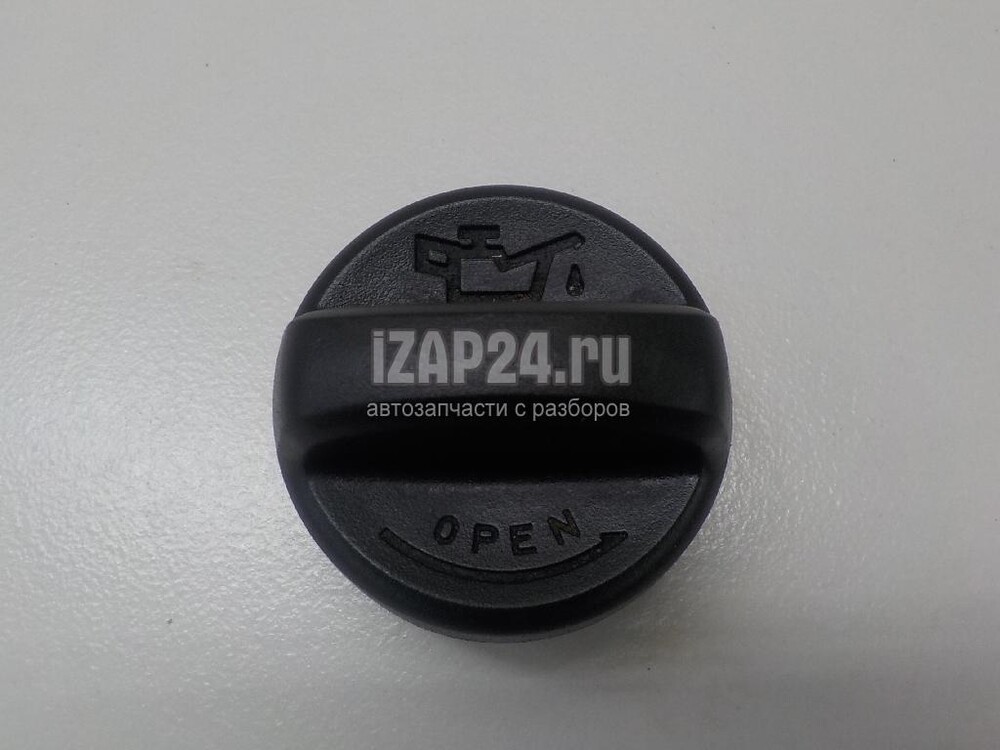 iZAP24.ru
автозапчасти с разборов
OPEN